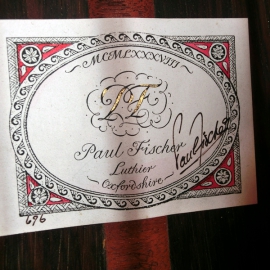 MCMLXXXVIII
PF
Paul Fischer
Luthier
Oxfordshire
Paul Fischer
696